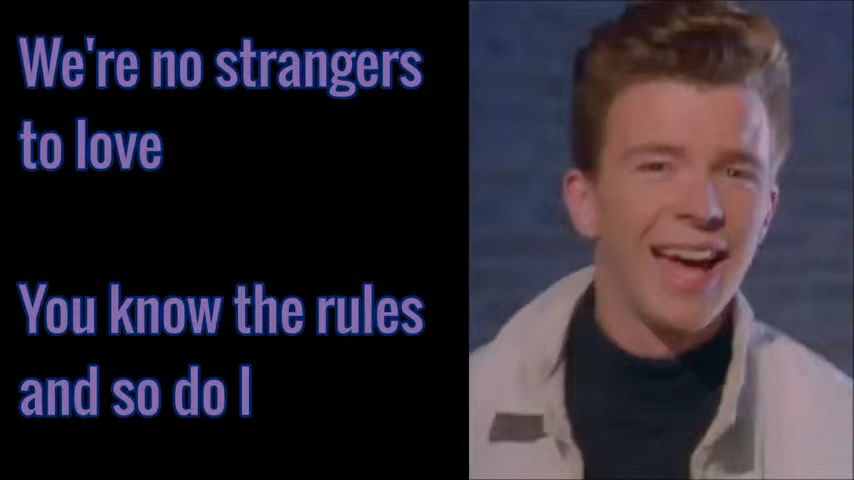 We're no strangers
to love
You know the rules
and so do I